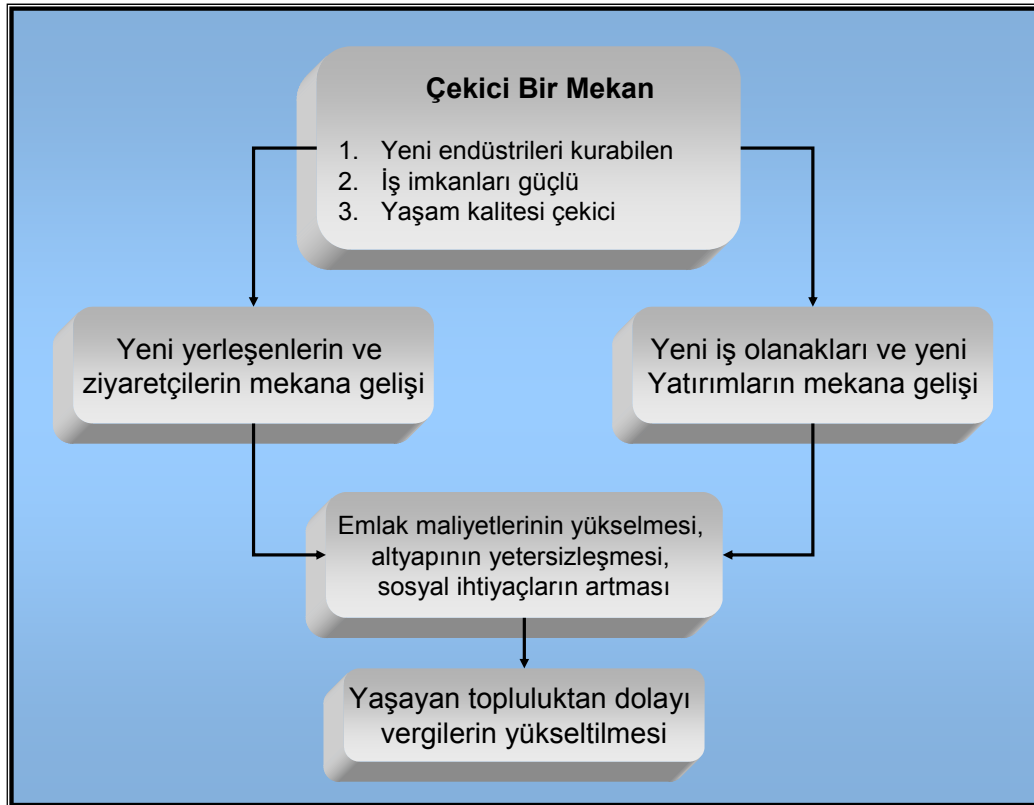 Çekici Bir Mekan
1. Yeni endüstrileri kurabilen
2. İş imkanları güçlü
3. Yaşam kalitesi çekici
Yeni yerleşenlerin ve
ziyaretçilerin mekana gelişi
Yeni iş olanakları ve yeni
Yatırımların mekana gelişi
Emlak maliyetlerinin yükselmesi,
altyapının yetersizleşmesi,
sosyal ihtiyaçların artması
Yaşayan topluluktan dolayı
vergilerin yükseltilmesi